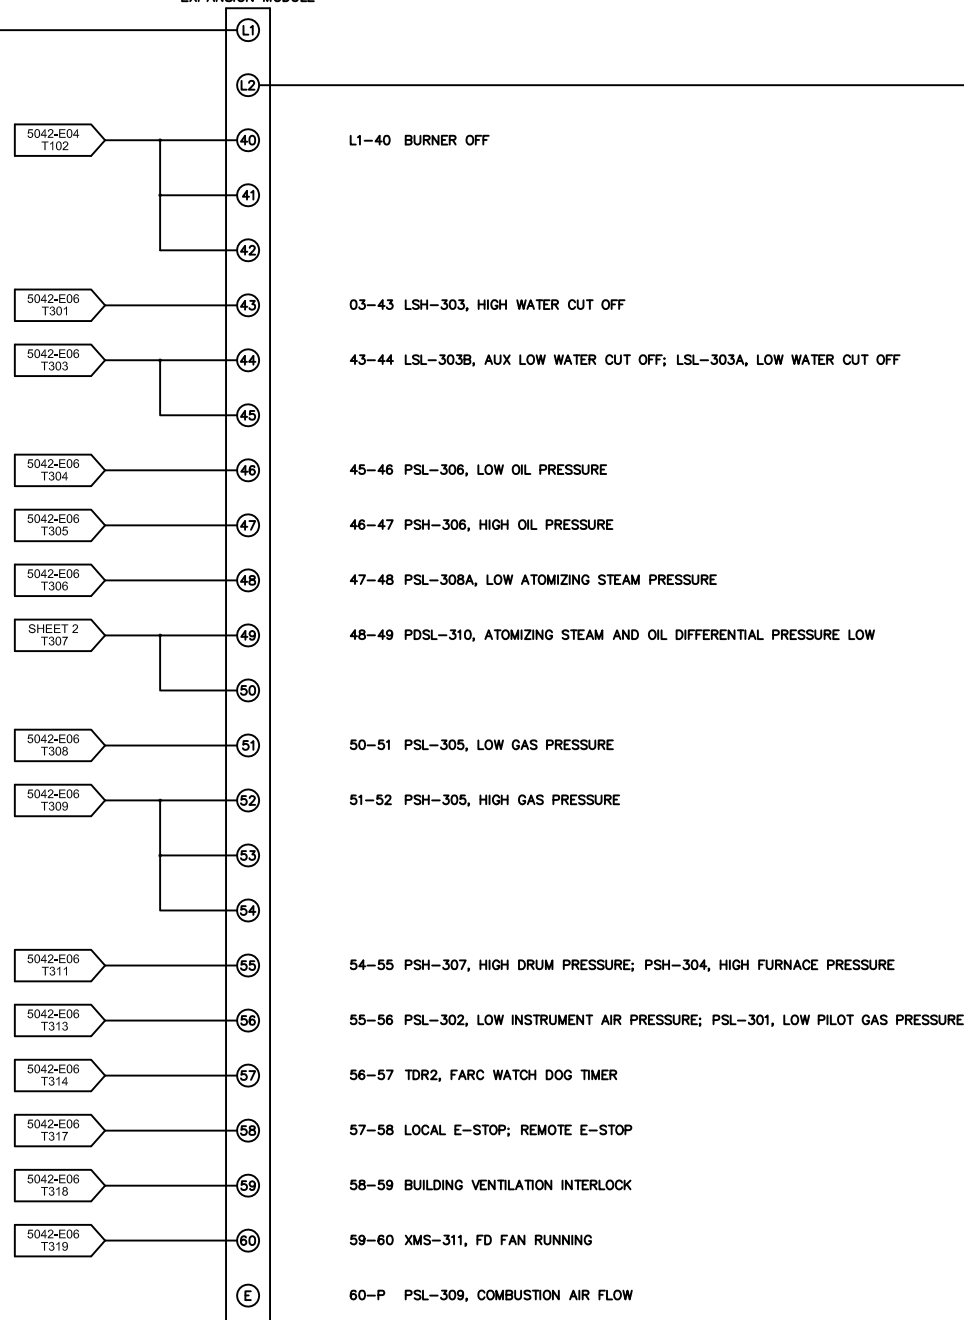 EXPANSION MODULE
L1
L2
5042-E04
T102
40
L1-40 BURNER OFF
41
42
5042-E06
T301
43
03-43 LSH-303, HIGH WATER CUT OFF
5042-E06
T303
44
43-44 LSL-303B, AUX LOW WATER CUT OFF; LSL-303A, LOW WATER CUT OFF
45
5042-E06
T304
46
45-46 PSL-306, LOW OIL PRESSURE
5042-E06
T305
47
46-47 PSH-306, HIGH OIL PRESSURE
5042-E06
T306
48
47-48 PSL-308A, LOW ATOMIZING STEAM PRESSURE
SHEET 2
T307
49
48-49 PDSL-310, ATOMIZING STEAM AND OIL DIFFERENTIAL PRESSURE LOW
50
5042-E06
T308
51
50-51 PSL-305, LOW GAS PRESSURE
5042-E06
T309
52
51-52 PSH-305, HIGH GAS PRESSURE
53
54
5042-E06
T311
55
54-55 PSH-307, HIGH DRUM PRESSURE; PSH-304, HIGH FURNACE PRESSURE
5042-E06
T313
56
55-56 PSL-302, LOW INSTRUMENT AIR PRESSURE; PSL-301, LOW PILOT GAS PRESSURE
5042-E06
T314
57
56-57 TDR2, FARC WATCH DOG TIMER
5042-E06
T317
58
57-58 LOCAL E-STOP; REMOTE E-STOP
5042-E06
T318
59
58-59 BUILDING VENTILATION INTERLOCK
5042-E06
T319
60
59-60 XMS-311, FD FAN RUNNING
E
60-P PSL-309, COMBUSTION AIR FLOW